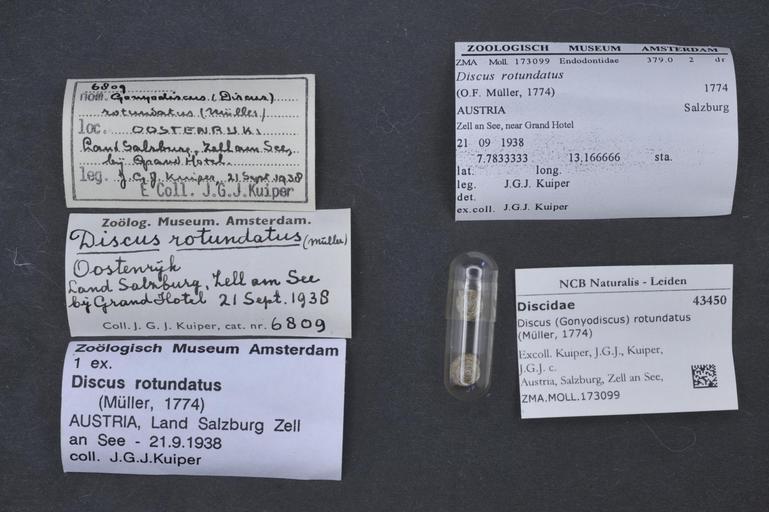 6809
nom. Gonyodiscus (Discus)
rotundatus (Müller)
loc. OOSTENRIJK:
Land Salzburg, Zell am See,
bij Grand Hotel.
leg. J.G.J. Kuiper, 21 Sept. 1938
E Coll. J.G.J.Kuiper
Zoölog. Museum. Amsterdam.
Discus rotundatus (Müller)
Oostenrijk
Land Salzburg, Zell am See
bij Grand Hotel 21 Sept. 1938
Coll. J. G. J. Kuiper, cat. nr. 6809
Zoölogisch Museum Amsterdam
1 ex.
Discus rotundatus
(Müller, 1774)
AUSTRIA, Land Salzburg Zell
an See - 21.9.1938
coll. J.G.J.Kuiper
ZOOLOGISCH MUSEUM AMSTERDAM
ZMA Moll. 173099 Endodontidae 379.0 2 dr
Discus rotundatus
(O.F. Müller, 1774) 1774
AUSTRIA Salzburg
Zell an See, near Grand Hotel
21 09 1938
7.7833333 13.166666 sta.
lat. long.
leg. J.G.J. Kuiper
det.
ex.coll. J.G.J. Kuiper
NCB Naturalis - Leiden
Discidae 43450
Discus (Gonyodiscus) rotundatus
(Müller, 1774)
Excoll. Kuiper, J.G.J., Kuiper,
J.G.J. c.
Austria, Salzburg, Zell an See,
ZMA.MOLL.173099